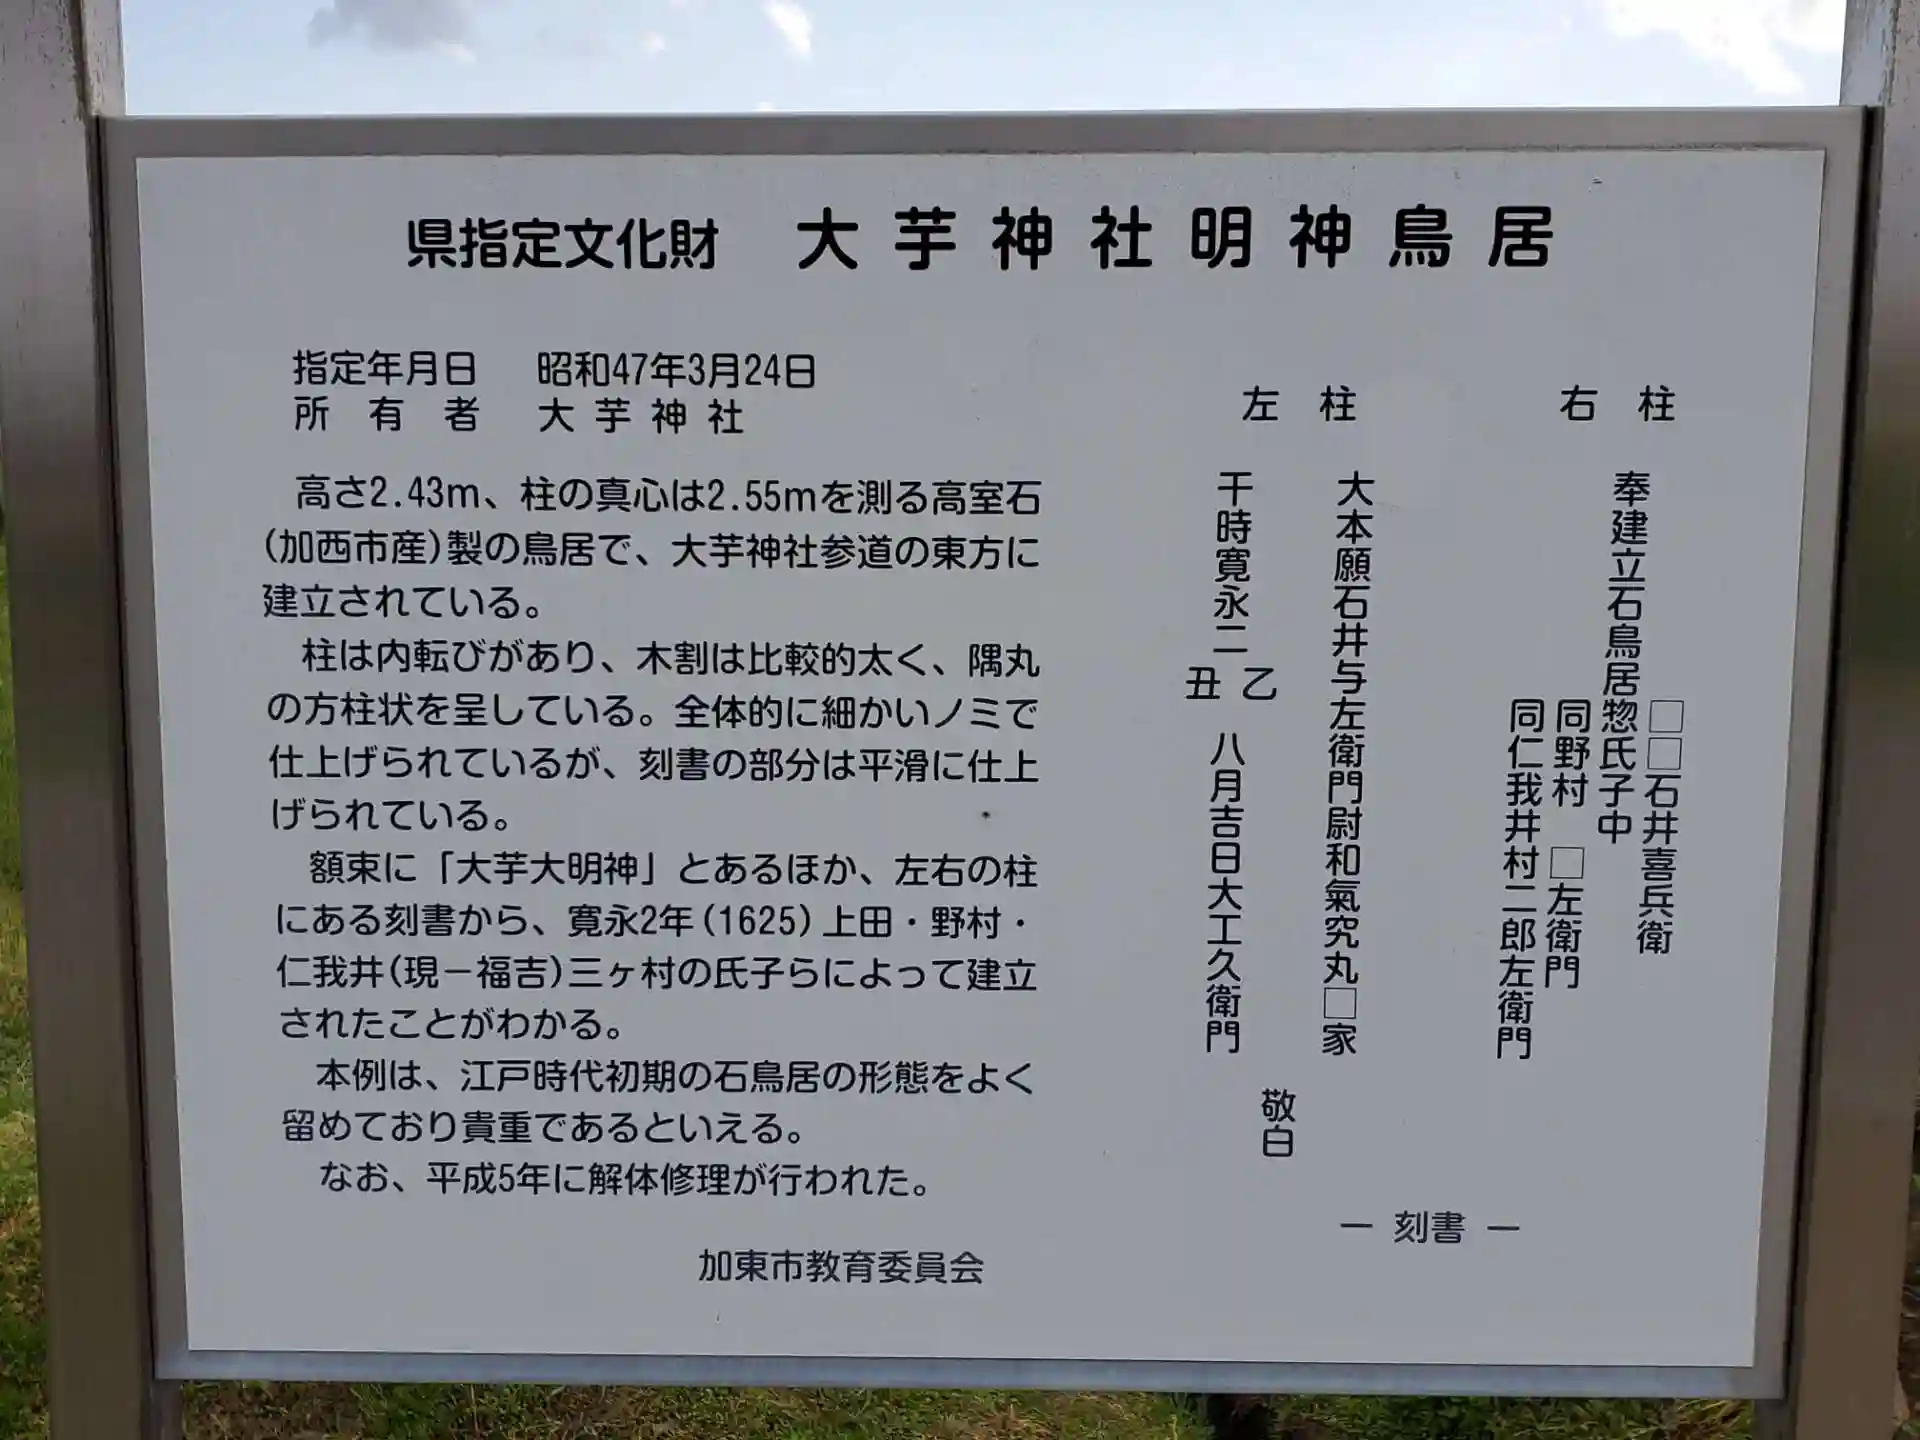 県指定文化財 大芋神社明神鳥居
指定年月日 昭和47年3月24日
所有者 大芋神社
高さ2.43m、柱の真心は2.55mを測る高室石
(加西市産)製の鳥居で、大芋神社参道の東方に
建立されている。
柱は内転びがあり、木割は比較的太く、隅丸
の方柱状を呈している。全体的に細かいノミで
仕上げられているが、刻書の部分は平滑に仕上
げられている。
額束に「大芋大明神」とあるほか、左右の柱
にある刻書から、寛永2年(1625)上田・野村・
仁我井(現－福吉)三ヶ村の氏子らによって建立
されたことがわかる。
本例は、江戸時代初期の石鳥居の形態をよく
留めており貴重であるといえる。
なお、平成5年に解体修理が行われた。
加東市教育委員会
右柱
□□石井喜兵衛
奉建立石鳥居惣氏子中
同野村 □左衛門
同仁我井村二郎左衛門
左柱
大本願石井与左衛門尉和氣究丸□家
干時寛永二乙丑八月吉日大工久衛門
敬白
― 刻書 ―